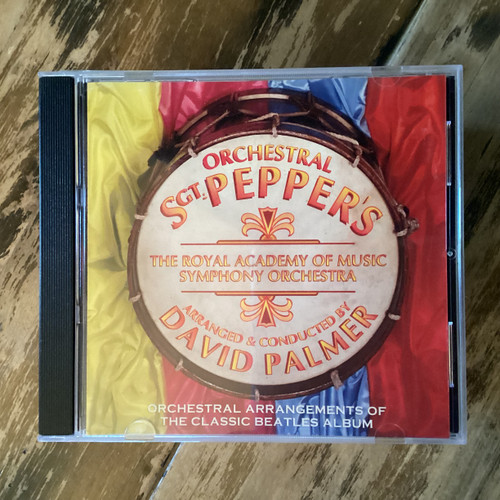 ORCHESTRAL
SGT. PEPPER'S
THE ROYAL ACADEMY OF MUSIC
SYMPHONY ORCHESTRA
ARRANGED & CONDUCTED BY
DAVID PALMER
ORCHESTRAL ARRANGEMENTS OF
THE CLASSIC BEATLES ALBUM